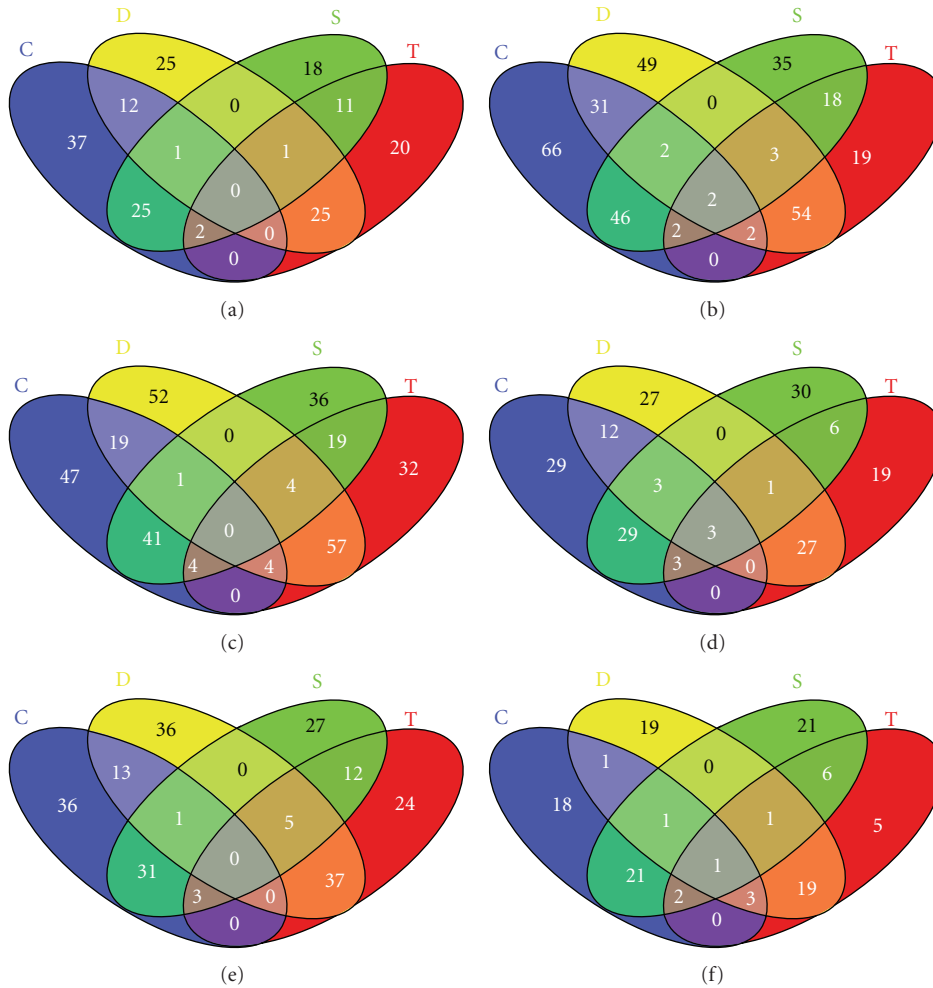 D S D S
C T C T
25 18 49 35
12 0 11 31 0 18
37 1 1 20 66 2 3 19
0 2
25 25 46 54
2 0 2 2
0 0
(a) (b)
D S D S
C T C T
52 36 27 30
19 0 19 12 0 6
47 1 4 32 29 3 1 19
0 3
41 57 29 27
4 4 3 0
0 0
(c) (d)
D S D S
C T C T
36 27 19 21
13 0 12 1 0 6
36 1 5 24 18 1 1 5
0 1
31 37 21 19
3 0 2 3
0 0
(e) (f)